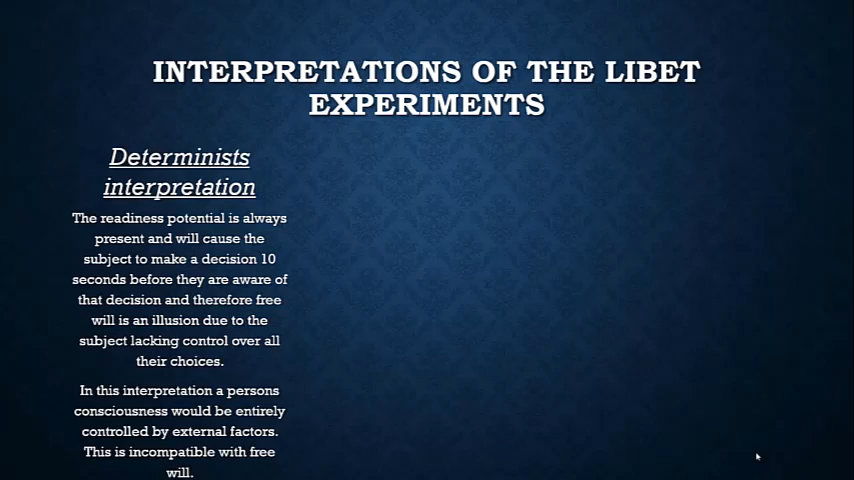 INTERPRETATIONS OF THE LIBET
EXPERIMENTS
Determinists
interpretation
The readiness potential is always
present and will cause the
subject to make a decision 10
seconds before they are aware of
that decision and therefore free
will is an illusion due to the
subject lacking control over all
their choices.
In this interpretation a persons
consciousness would be entirely
controlled by external factors.
This is incompatible with free
will.